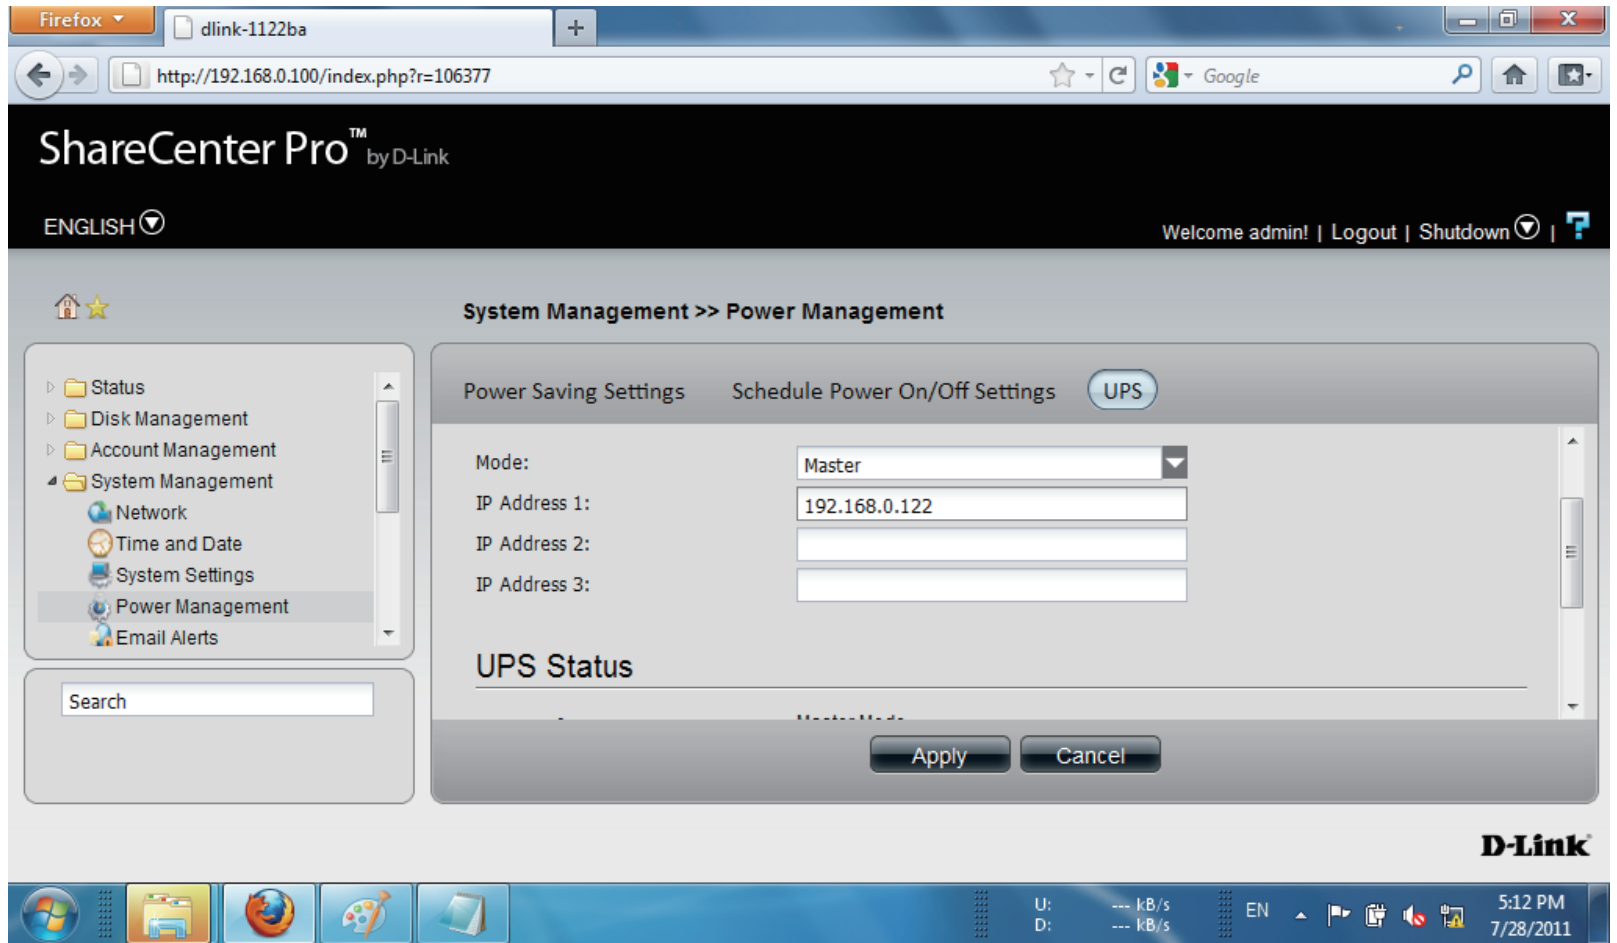 Firefox
dlink-1122ba
http://192.168.0.100/index.php?r=106377
Google
ShareCenter Pro™ by D-Link
ENGLISH
Welcome admin! | Logout | Shutdown | ?
System Management >> Power Management
Status
Disk Management
Account Management
System Management
Network
Time and Date
System Settings
Power Management
Email Alerts
Search
Power Saving Settings Schedule Power On/Off Settings UPS
Mode: Master
IP Address 1: 192.168.0.122
IP Address 2:
IP Address 3:
UPS Status
Apply Cancel
D-Link
U: --- kB/s
D: --- kB/s
EN
5:12 PM
7/28/2011